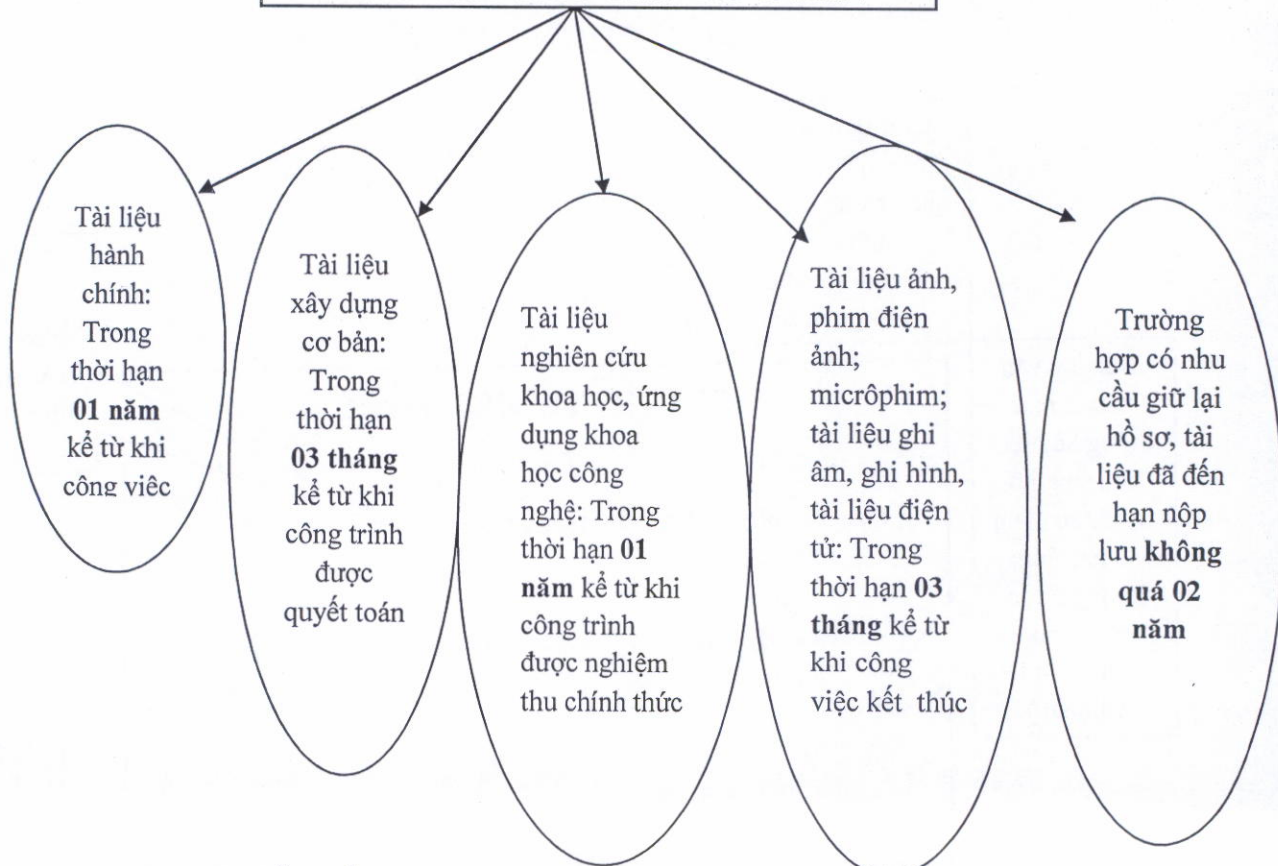 Tài liệu
hành
chính:
Trong
thời hạn
01 năm
kể từ khi
công việc
Tài liệu
xây dựng
cơ bản:
Trong
thời hạn
03 tháng
kể từ khi
công trình
được
quyết toán
Tài liệu
nghiên cứu
khoa học, ứng
dụng khoa
học công
nghệ: Trong
thời hạn 01
năm kể từ khi
công trình
được nghiệm
thu chính thức
Tài liệu ảnh,
phim điện
ảnh;
micrôphim;
tài liệu ghi
âm, ghi hình,
tài liệu điện
tử: Trong
thời hạn 03
tháng kể từ
khi công
việc kết thúc
Trường
hợp có nhu
cầu giữ lại
hồ sơ, tài
liệu đã đến
hạn nộp
lưu không
quá 02
năm